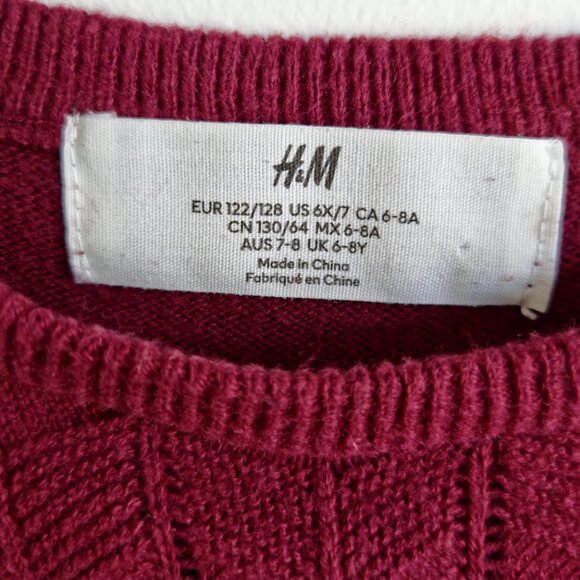 H&M
EUR 122/128 US 6X/7 CA 6-8A
CN 130/64 MX 6-8A
AUS 7-8 UK 6-8Y
Made in China
Fabriqué en Chine